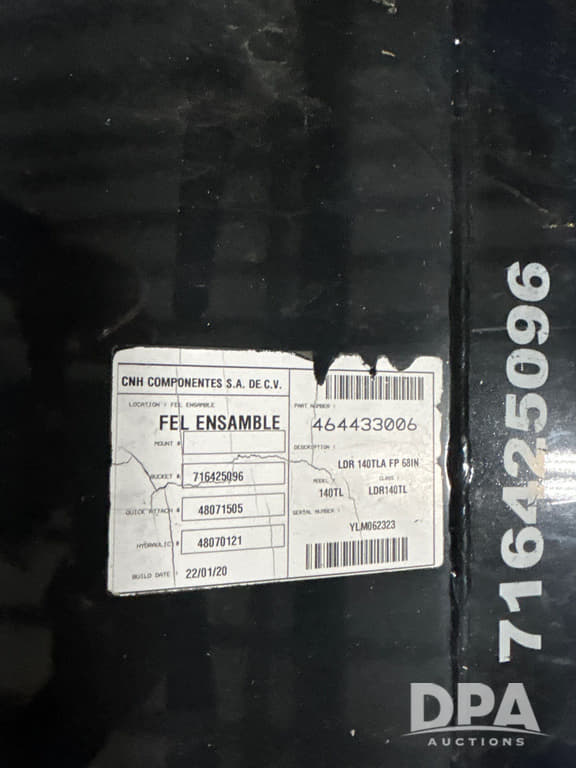 CNH COMPONENTES S.A. DE C.V.
LOCATION : FEL ENSAMBLE
FEL ENSAMBLE
MOUNT #
BUCKET # 716425096
QUICK ATTACH # 48071505
HYDRAULIC # 48070121
BUILD DATE : 22/01/20
PART NUMBER :
464433006
DESCRIPTION :
LDR 140TLA FP 68IN
MODEL : CLASS :
140TL LDR140TL
SERIAL NUMBER :
YLM062323
716425096
DPA
AUCTIONS